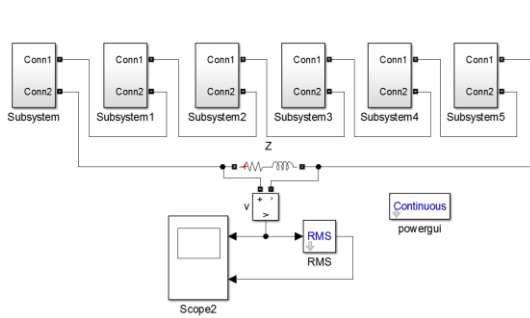 Conn1 Conn1 Conn1 Conn1 Conn1 Conn1
Conn2 Conn2 Conn2 Conn2 Conn2 Conn2
Subsystem Subsystem1 Subsystem2 Subsystem3 Subsystem4 Subsystem5
Z
+
+ -
v
v
Continuous
powergui
RMS
RMS
Scope2